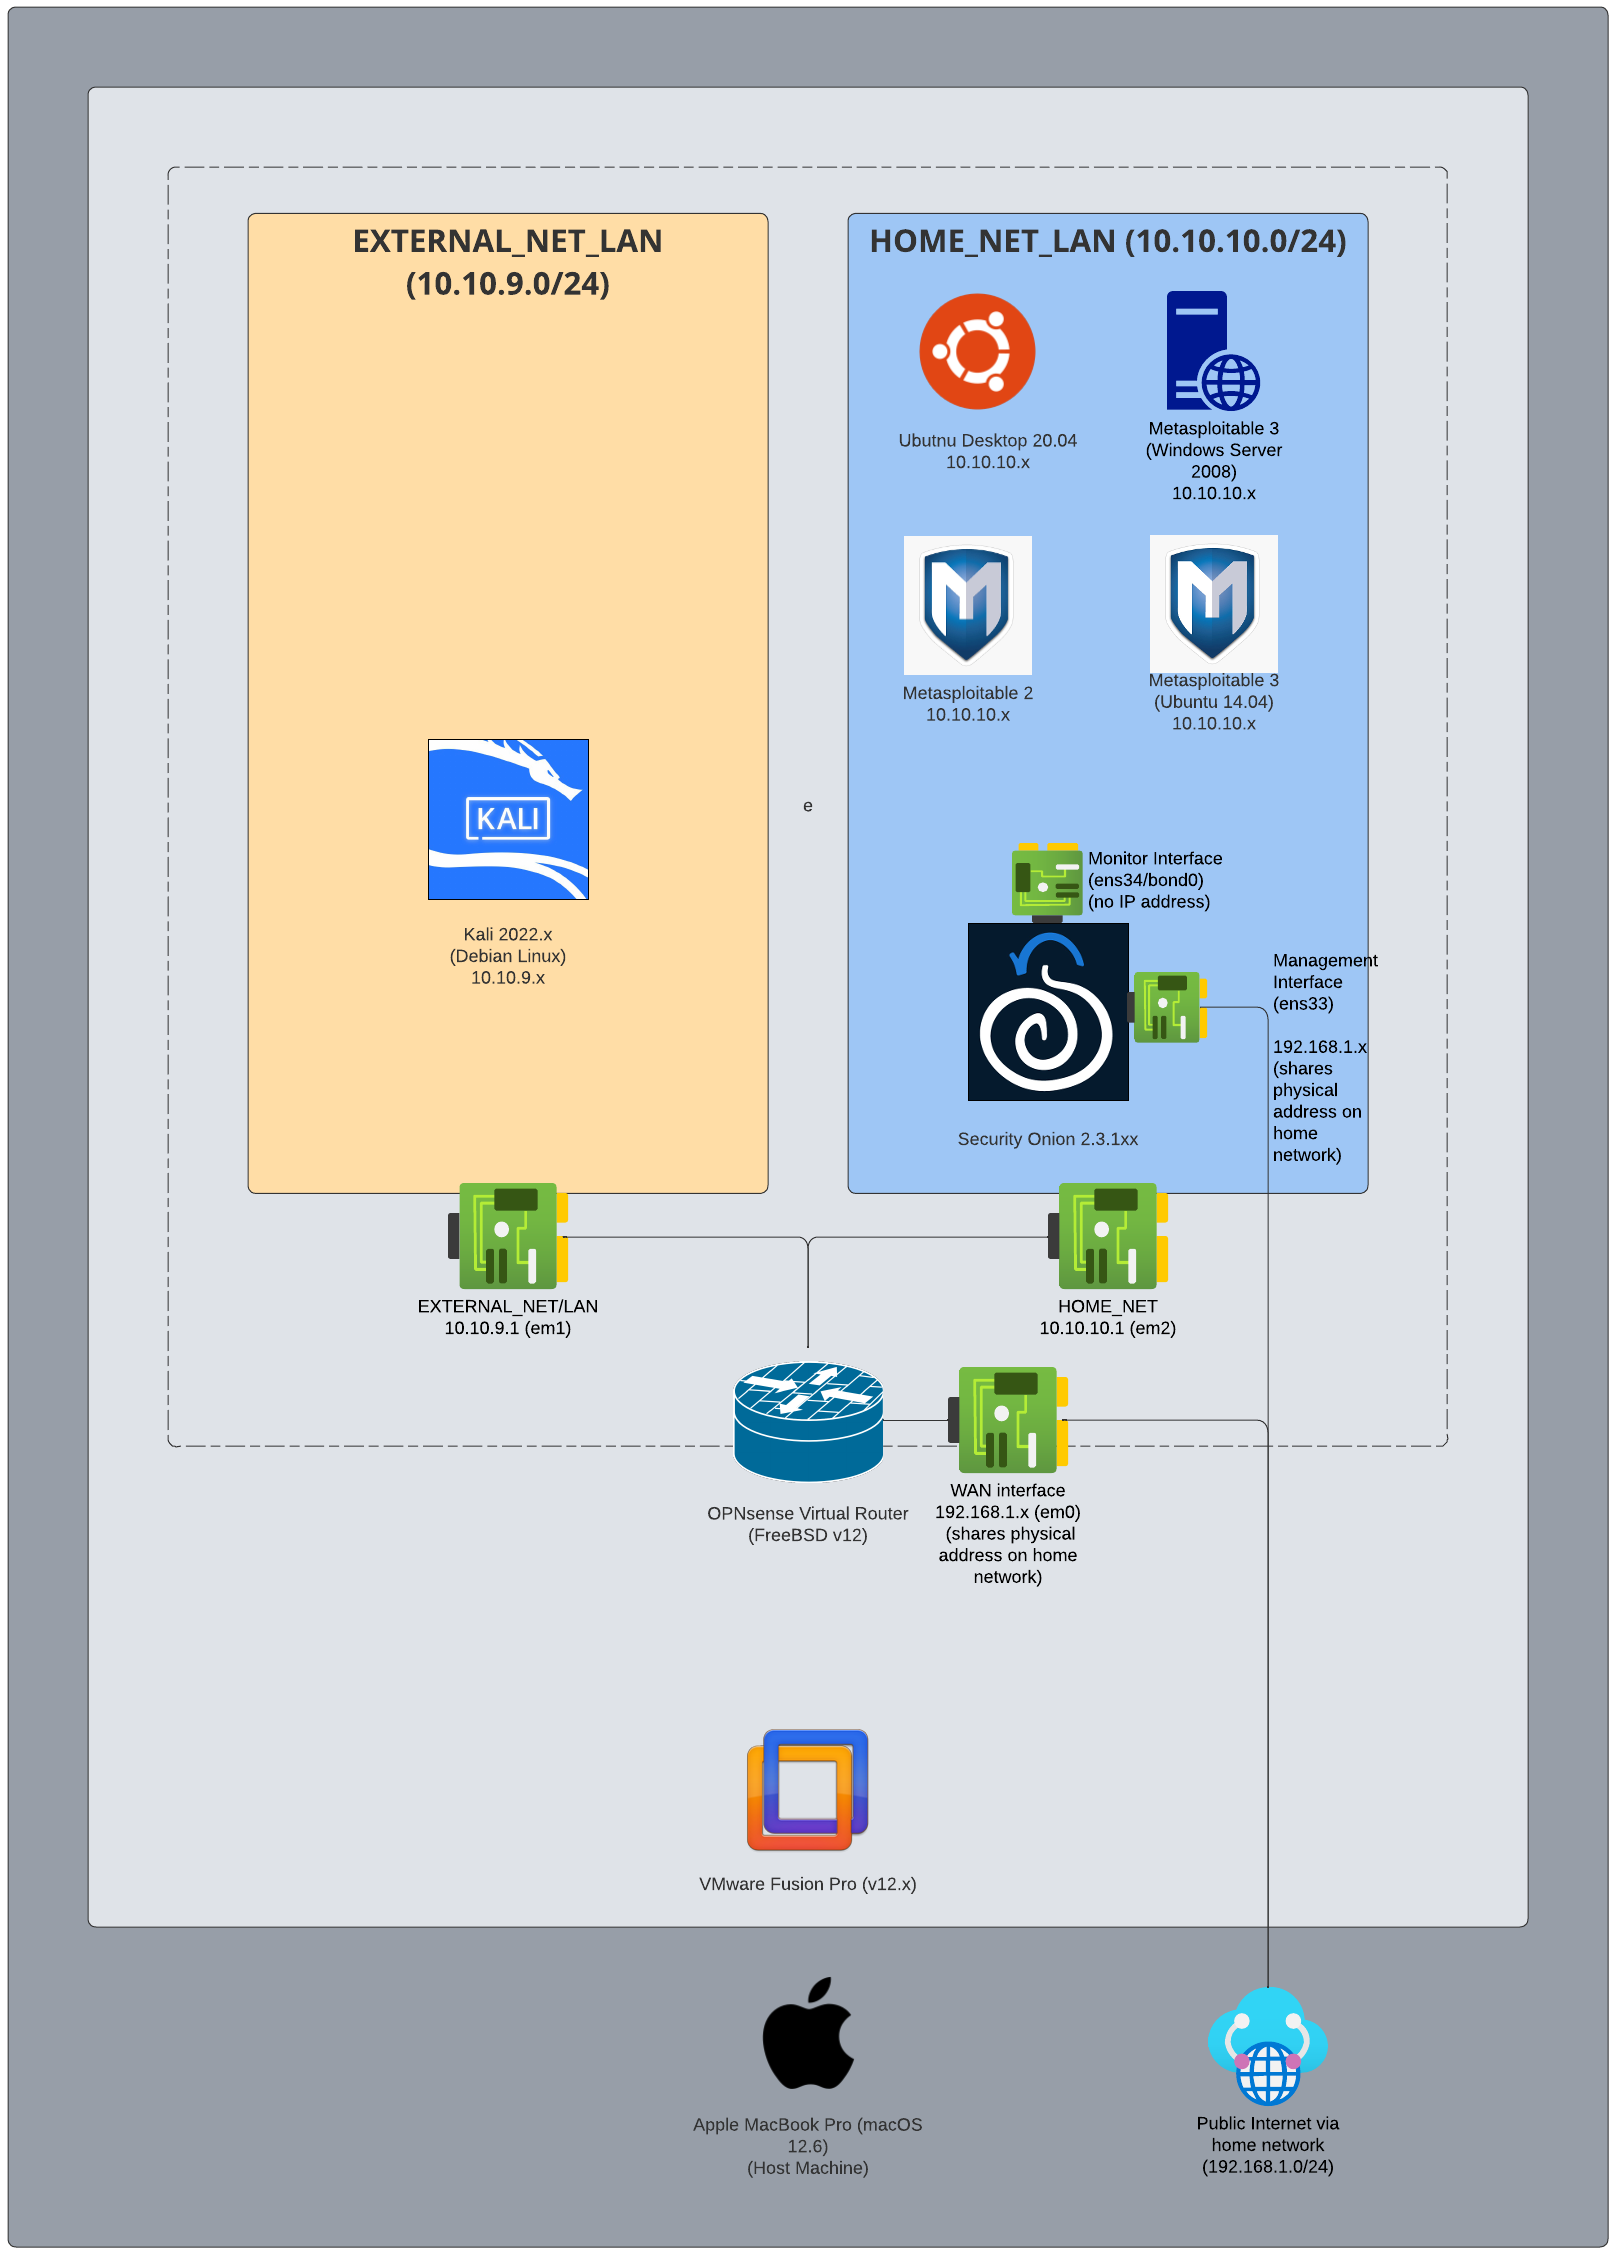 EXTERNAL_NET_LAN
(10.10.9.0/24)
KALI
Kali 2022.x
(Debian Linux)
10.10.9.x
e
HOME_NET_LAN (10.10.10.0/24)
Ubutnu Desktop 20.04
10.10.10.x
Metasploitable 3
(Windows Server
2008)
10.10.10.x
Metasploitable 2
10.10.10.x
Metasploitable 3
(Ubuntu 14.04)
10.10.10.x
Monitor Interface
(ens34/bond0)
(no IP address)
Management
Interface
(ens33)
192.168.1.x
(shares
physical
address on
home
network)
Security Onion 2.3.1xx
EXTERNAL_NET/LAN
10.10.9.1 (em1)
HOME_NET
10.10.10.1 (em2)
OPNsense Virtual Router
(FreeBSD v12)
WAN interface
192.168.1.x (em0)
(shares physical
address on home
network)
VMware Fusion Pro (v12.x)
Apple MacBook Pro (macOS
12.6)
(Host Machine)
Public Internet via
home network
(192.168.1.0/24)